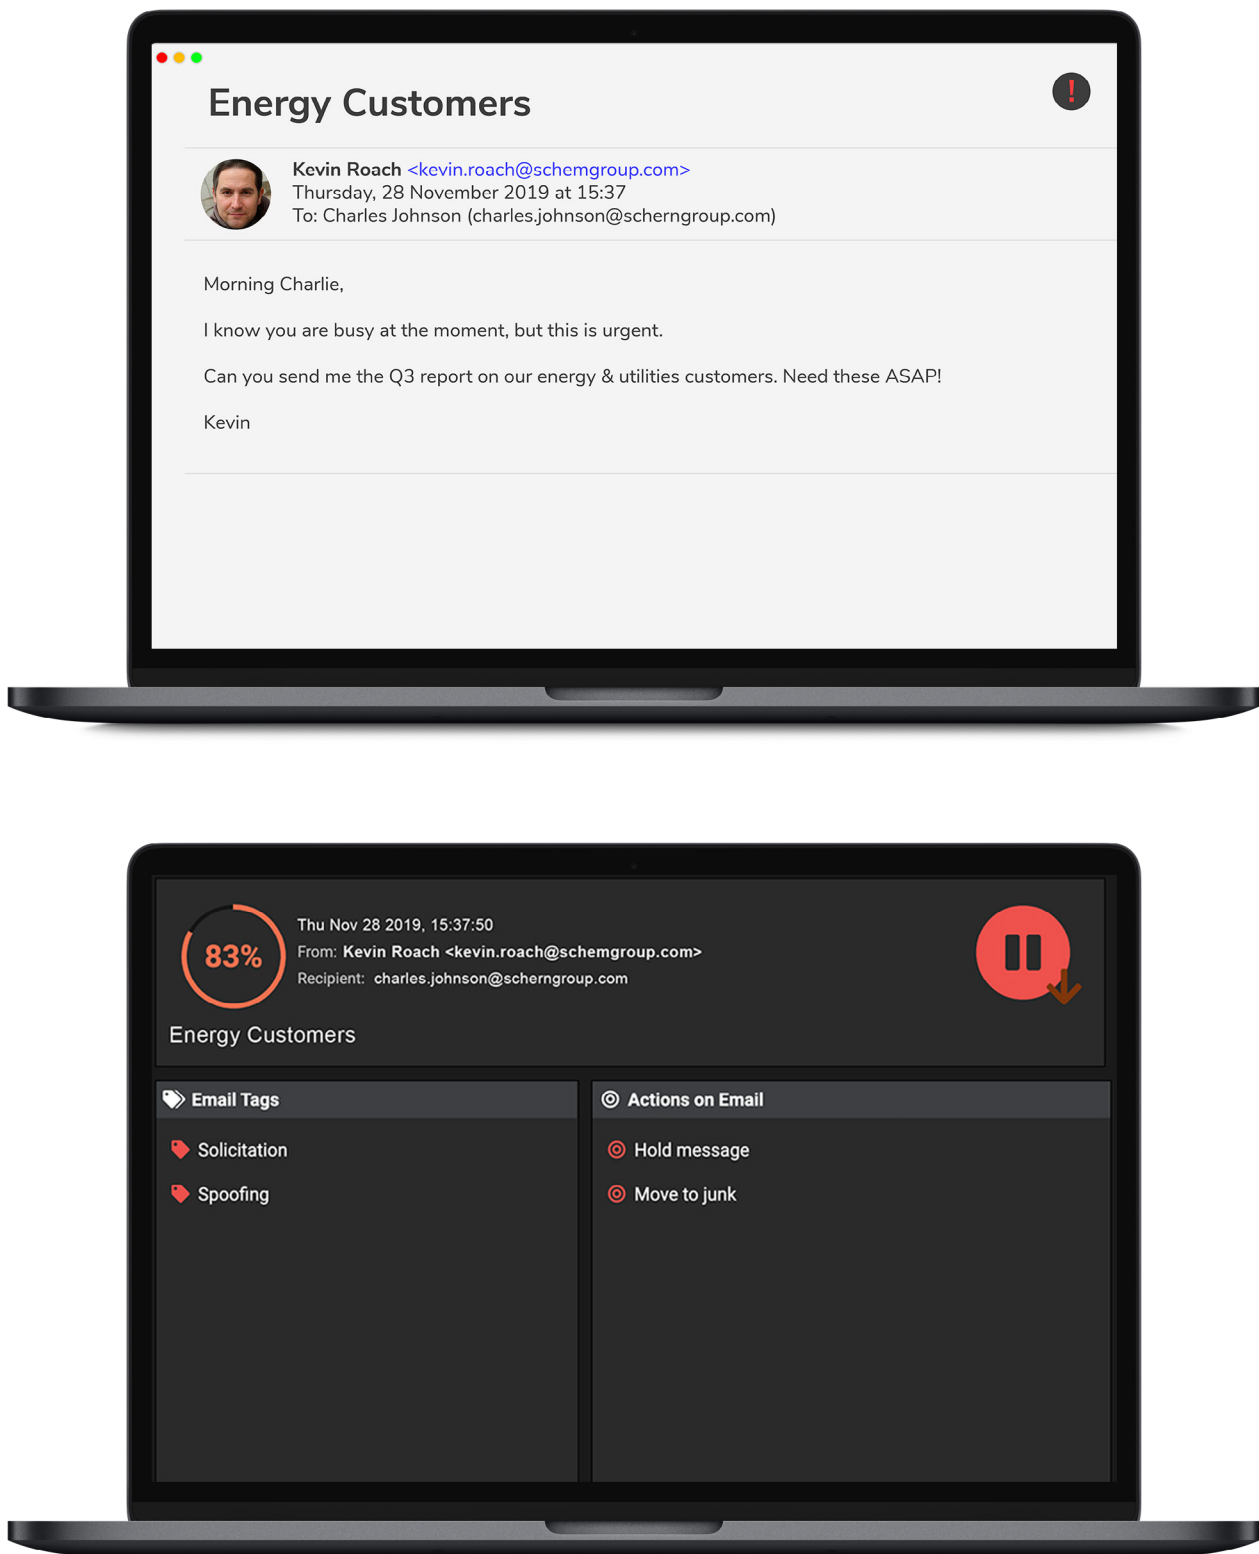 Energy Customers
!
Kevin Roach <kevin.roach@schemgroup.com>
Thursday, 28 November 2019 at 15:37
To: Charles Johnson (charles.johnson@scherngroup.com)
Morning Charlie,
I know you are busy at the moment, but this is urgent.
Can you send me the Q3 report on our energy & utilities customers. Need these ASAP!
Kevin
83%
Thu Nov 28 2019, 15:37:50
From: Kevin Roach <kevin.roach@schemgroup.com>
Recipient: charles.johnson@scherngroup.com
Energy Customers
Email Tags
Solicitation
Spoofing
Actions on Email
Hold message
Move to junk